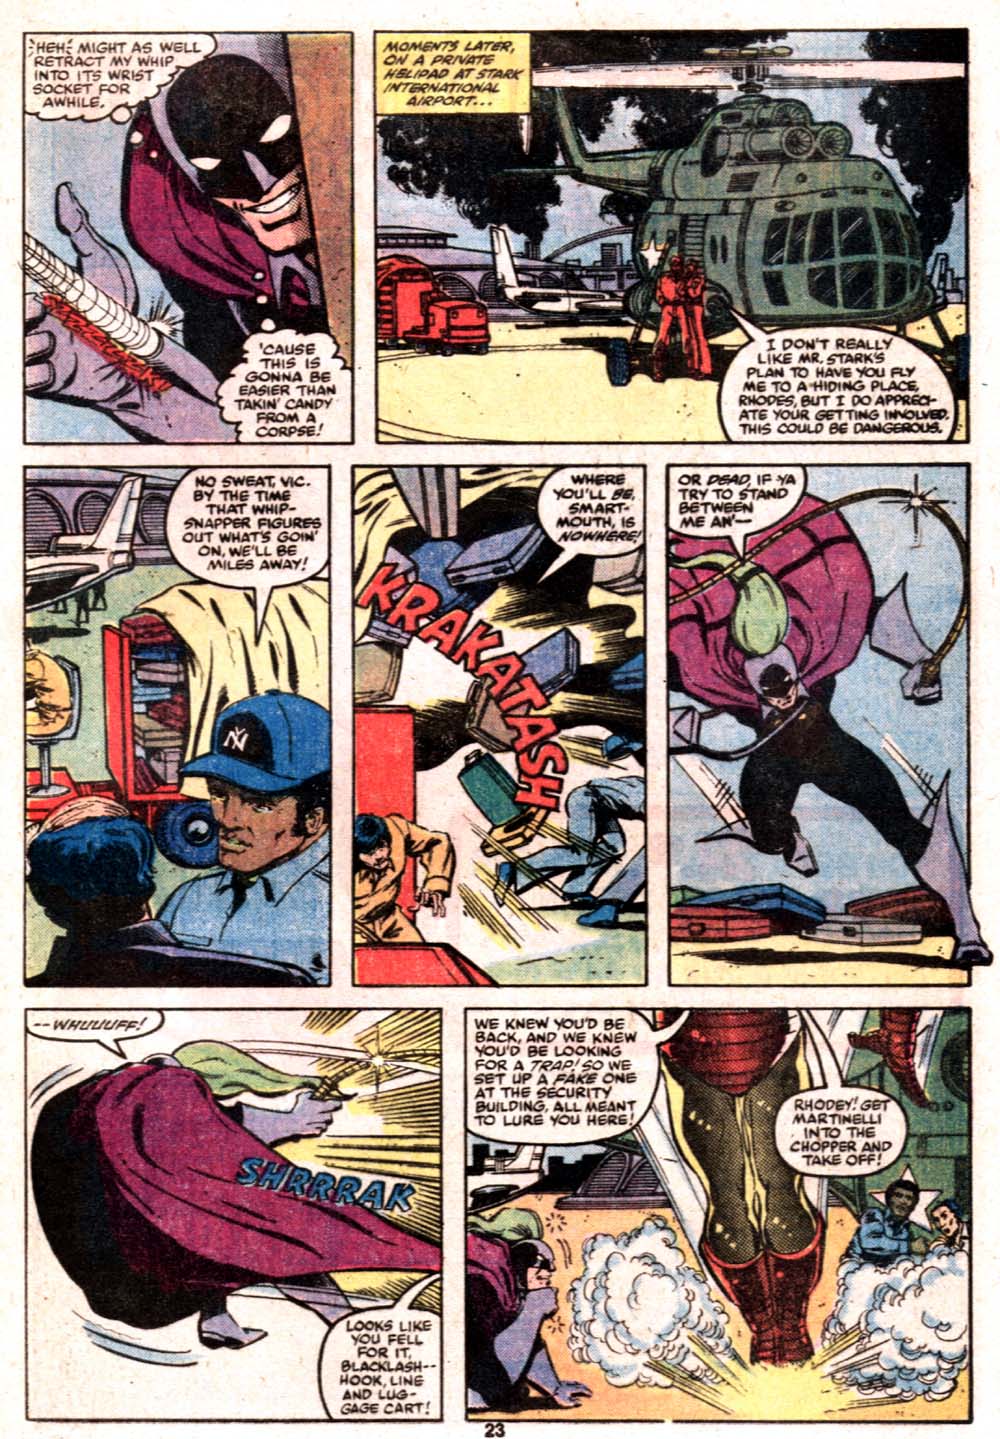 ÷HEH÷ MIGHT AS WELL
RETRACT MY WHIP
INTO ITS WRIST
SOCKET FOR
AWHILE.
'CAUSE
THIS IS
GONNA BE
EASIER THAN
TAKIN' CANDY
FROM A
CORPSE!
MOMENTS LATER,
ON A PRIVATE
HELIPAD AT STARK
INTERNATIONAL
AIRPORT...
I DON'T REALLY
LIKE MR. STARK'S
PLAN TO HAVE YOU FLY
ME TO A HIDING PLACE,
RHODES, BUT I DO APPRECI-
ATE YOUR GETTING INVOLVED.
THIS COULD BE DANGEROUS.
NO SWEAT, VIC.
BY THE TIME
THAT WHIP-
SNAPPER FIGURES
OUT WHAT'S GOIN'
ON, WE'LL BE
MILES AWAY!
NY
WHERE
YOU'LL BE,
SMART-
MOUTH, IS
NOWHERE!
KRAKATASH
OR DEAD, IF YA
TRY TO STAND
BETWEEN
ME AN'--
--WHUUUFF!
SHRRRAK
LOOKS LIKE
YOU FELL
FOR IT,
BLACKLASH--
HOOK, LINE
AND LUG-
GAGE CART!
WE KNEW YOU'D BE
BACK, AND WE KNEW
YOU'D BE LOOKING
FOR A TRAP! SO WE
SET UP A FAKE ONE
AT THE SECURITY
BUILDING, ALL MEANT
TO LURE YOU HERE!
RHODEY! GET
MARTINELLI
INTO THE
CHOPPER AND
TAKE OFF!
23